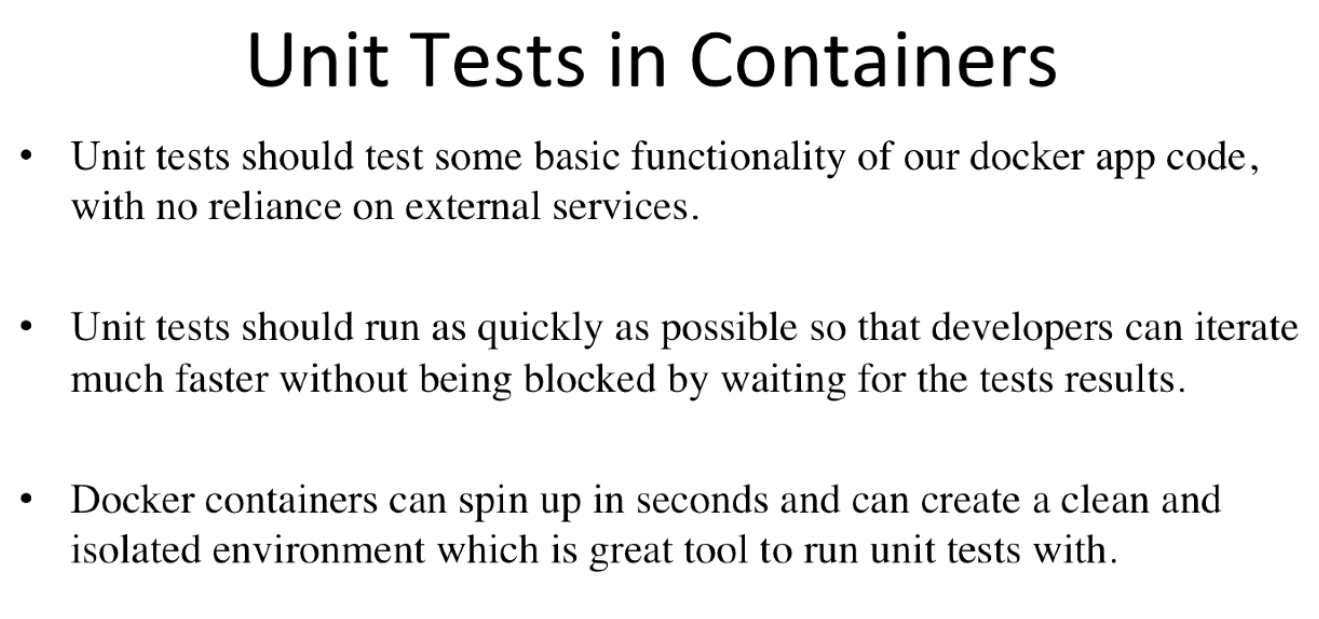 Unit Tests in Containers
• Unit tests should test some basic functionality of our docker app code,
with no reliance on external services.
• Unit tests should run as quickly as possible so that developers can iterate
much faster without being blocked by waiting for the tests results.
• Docker containers can spin up in seconds and can create a clean and
isolated environment which is great tool to run unit tests with.